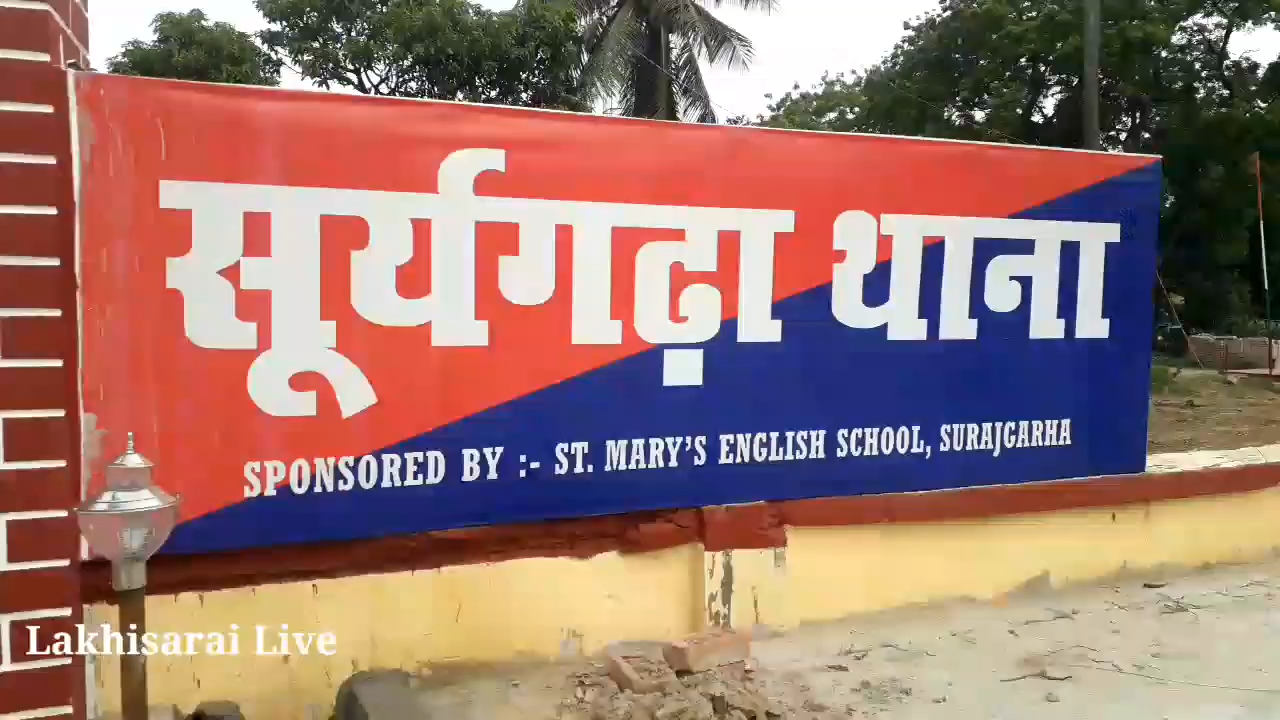 सूर्यगढ़ा थाना
SPONSORED BY :- ST. MARY'S ENGLISH SCHOOL, SURAJGARHA
Lakhisarai Live